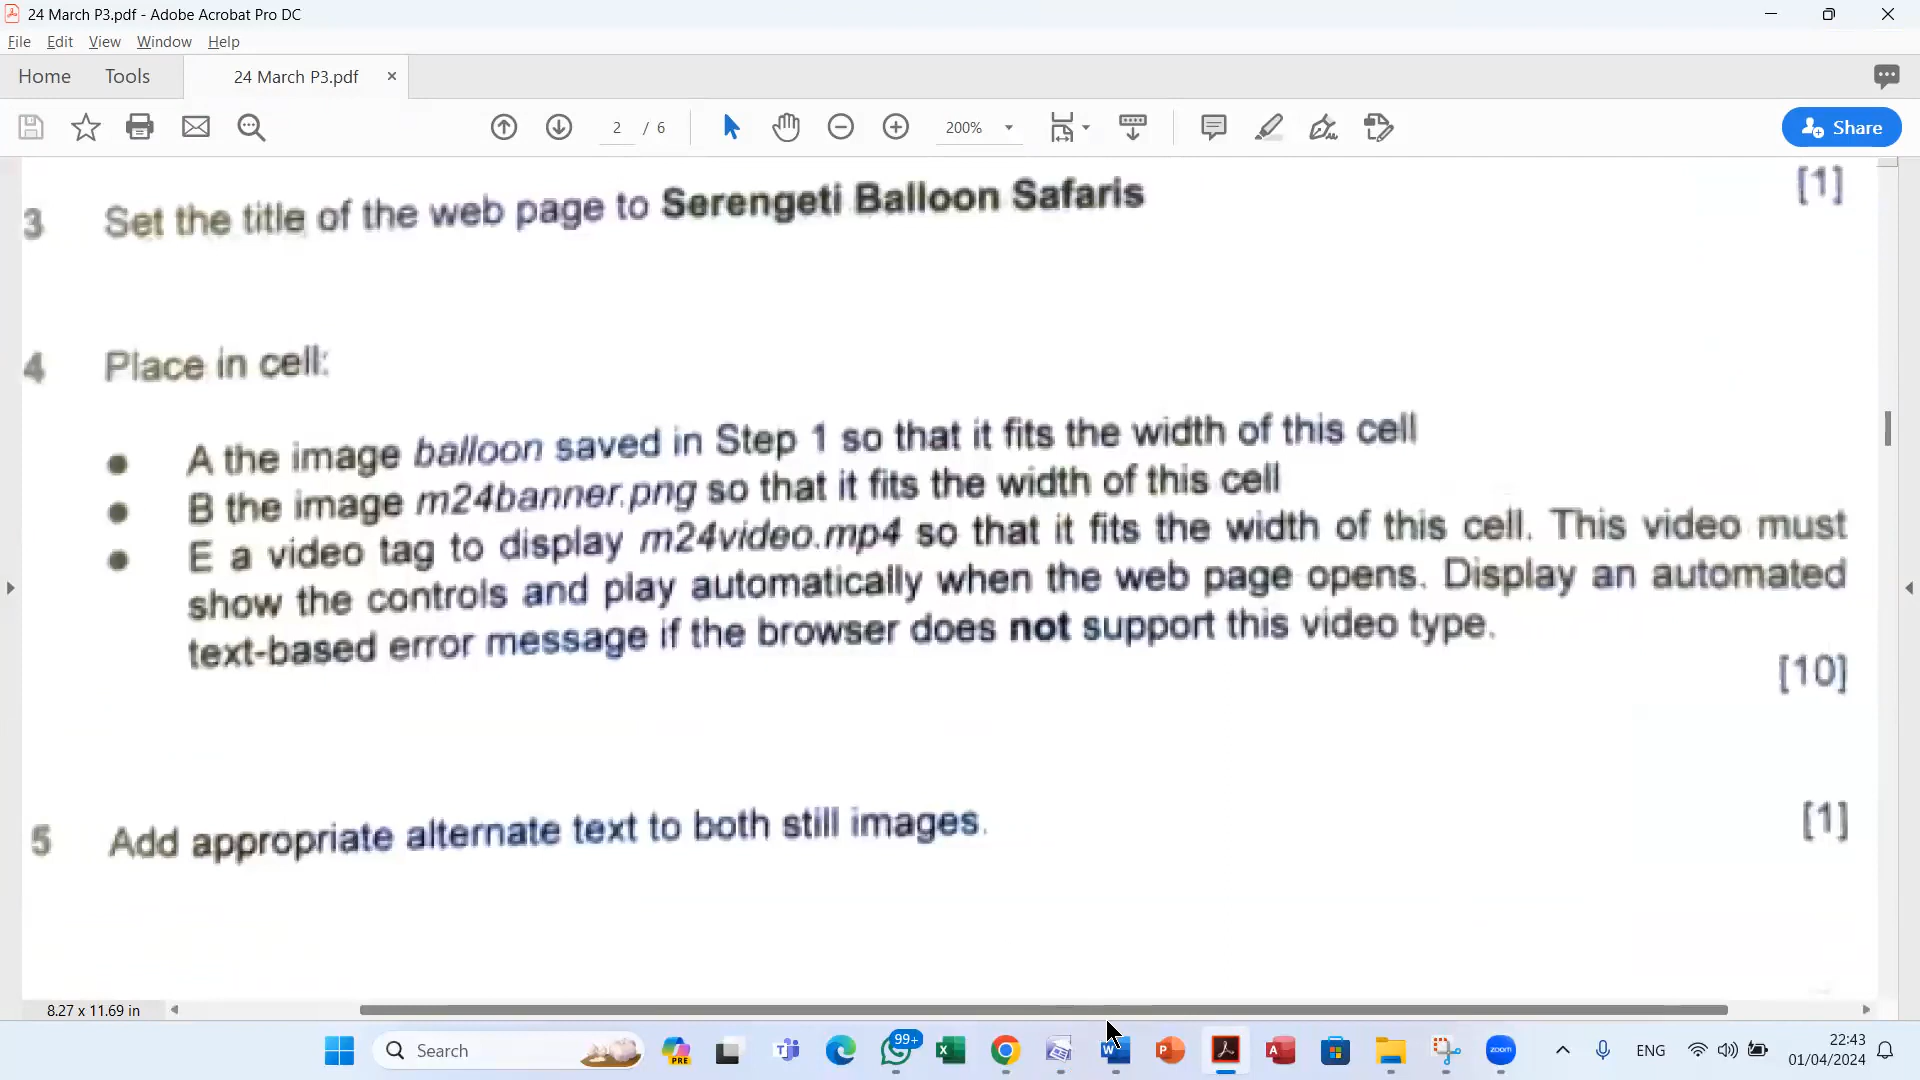 24 March P3.pdf - Adobe Acrobat Pro DC
File Edit View Window Help
Home Tools 24 March P3.pdf ×
2 / 6 200% Share
[1]
3 Set the title of the web page to Serengeti Balloon Safaris
4 Place in cell:
● A the image balloon saved in Step 1 so that it fits the width of this cell
● B the image m24banner.png so that it fits the width of this cell
● E a video tag to display m24video.mp4 so that it fits the width of this cell. This video must
show the controls and play automatically when the web page opens. Display an automated
text-based error message if the browser does not support this video type.
[10]
5 Add appropriate alternate text to both still images. [1]
8.27 x 11.69 in
Search PRE 99+ zoom ENG 22:43
01/04/2024